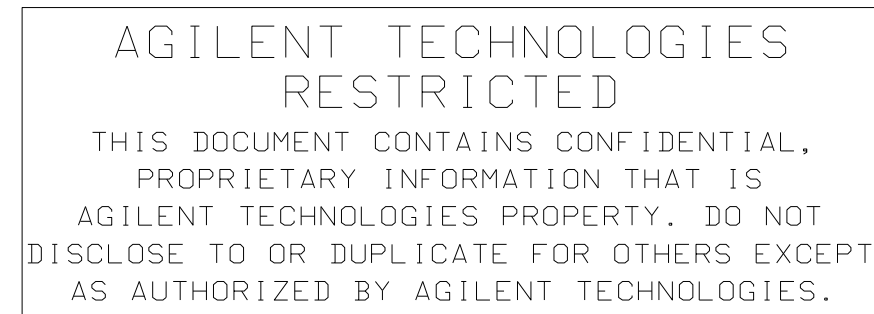 AGILENT TECHNOLOGIES
RESTRICTED
THIS DOCUMENT CONTAINS CONFIDENTIAL,
PROPRIETARY INFORMATION THAT IS
AGILENT TECHNOLOGIES PROPERTY. DO NOT
DISCLOSE TO OR DUPLICATE FOR OTHERS EXCEPT
AS AUTHORIZED BY AGILENT TECHNOLOGIES.